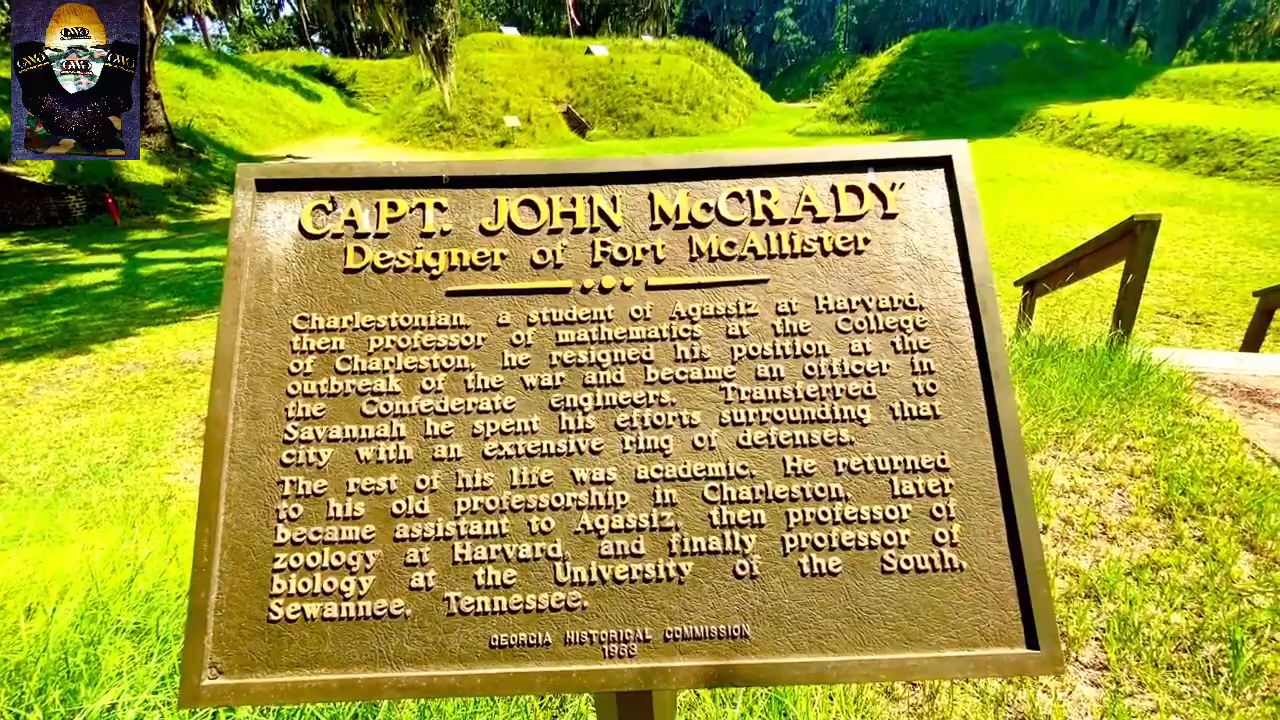 GWO
GWO GWO GWO
CAPT. JOHN McCRADY
Designer of Fort McAllister
Charlestonian, a student of Agassiz at Harvard,
then professor of mathematics at the College
of Charleston, he resigned his position at the
outbreak of the war and became an officer in
the Confederate engineers. Transferred to
Savannah he spent his efforts surrounding that
city with an extensive ring of defenses.
The rest of his life was academic. He returned
to his old professorship in Charleston, later
became assistant to Agassiz, then professor of
zoology at Harvard, and finally professor of
biology at the University of the South,
Sewannee, Tennessee.
GEORGIA HISTORICAL COMMISSION
1963